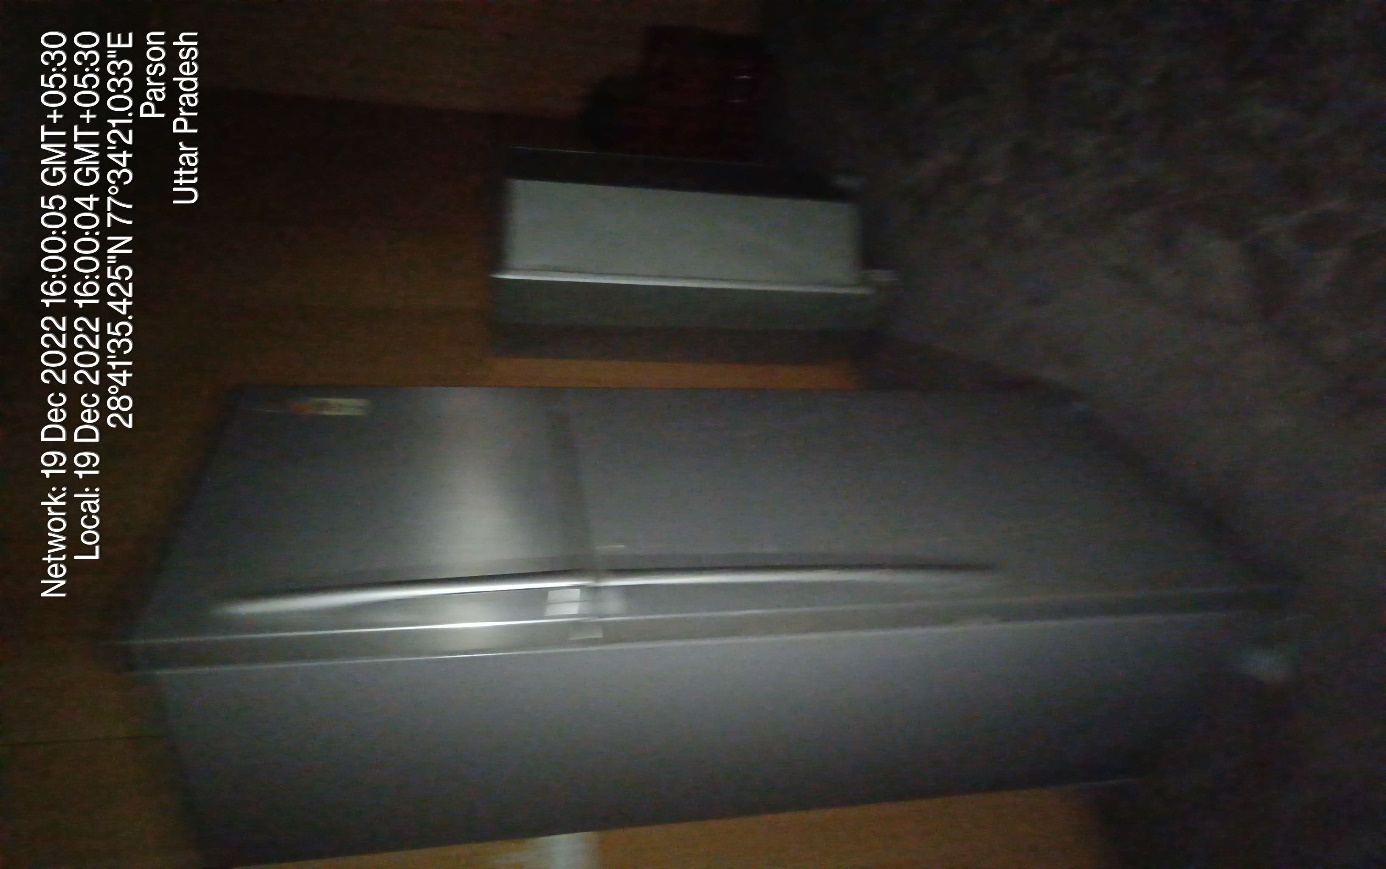 Network: 19 Dec 2022 16:00:05 GMT+05:30
Local: 19 Dec 2022 16:00:04 GMT+05:30
28°41'35.425"N 77°34'21.033"E
Parson
Uttar Pradesh